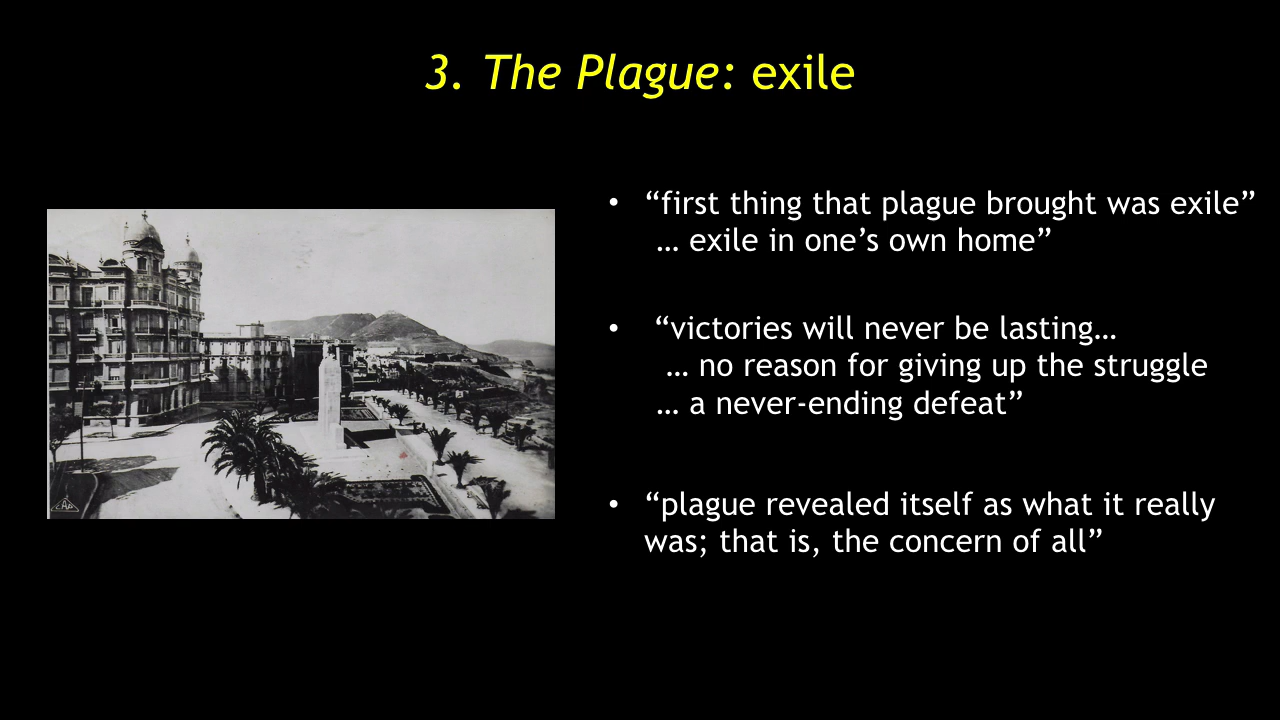 3. The Plague: exile
• “first thing that plague brought was exile”
… exile in one’s own home”
• “victories will never be lasting…
… no reason for giving up the struggle
… a never-ending defeat”
• “plague revealed itself as what it really
was; that is, the concern of all”